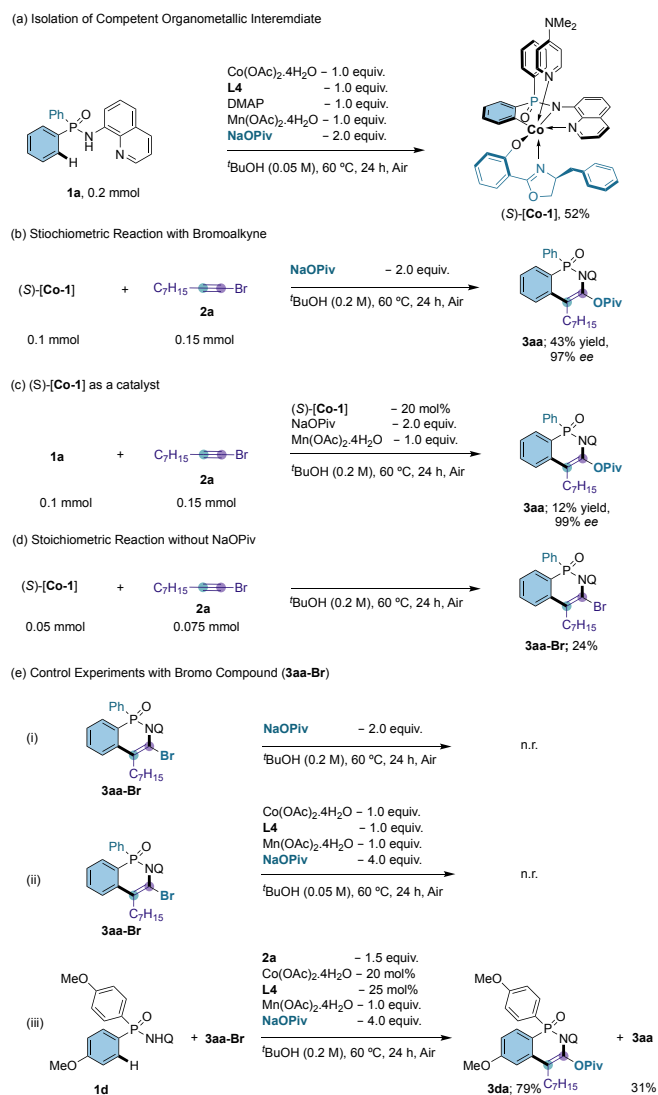 (a) Isolation of Competent Organometallic Interemdiate
Ph
P
O
N
H
N
H
1a, 0.2 mmol
Co(OAc)2.4H2O – 1.0 equiv.
L4 – 1.0 equiv.
DMAP – 1.0 equiv.
Mn(OAc)2.4H2O – 1.0 equiv.
NaOPiv – 2.0 equiv.
tBuOH (0.05 M), 60 ºC, 24 h, Air
NMe2
N
P
O
N
Co
N
O
N
O
(S)-[Co-1], 52%
(b) Stiochiometric Reaction with Bromoalkyne
(S)-[Co-1] + C7H15 Br
2a
0.1 mmol 0.15 mmol
NaOPiv – 2.0 equiv.
tBuOH (0.2 M), 60 ºC, 24 h, Air
Ph
P
O
NQ
OPiv
C7H15
3aa; 43% yield,
97% ee
(c) (S)-[Co-1] as a catalyst
1a + C7H15 Br
2a
0.1 mmol 0.15 mmol
(S)-[Co-1] – 20 mol%
NaOPiv – 2.0 equiv.
Mn(OAc)2.4H2O – 1.0 equiv.
tBuOH (0.2 M), 60 ºC, 24 h, Air
Ph
P
O
NQ
OPiv
C7H15
3aa; 12% yield,
99% ee
(d) Stoichiometric Reaction without NaOPiv
(S)-[Co-1] + C7H15 Br
2a
0.05 mmol 0.075 mmol
tBuOH (0.2 M), 60 ºC, 24 h, Air
Ph
P
O
NQ
Br
C7H15
3aa-Br; 24%
(e) Control Experiments with Bromo Compound (3aa-Br)
(i)
Ph
P
O
NQ
Br
C7H15
3aa-Br
NaOPiv – 2.0 equiv.
tBuOH (0.2 M), 60 ºC, 24 h, Air
n.r.
(ii)
Ph
P
O
NQ
Br
C7H15
3aa-Br
Co(OAc)2.4H2O – 1.0 equiv.
L4 – 1.0 equiv.
Mn(OAc)2.4H2O – 1.0 equiv.
NaOPiv – 4.0 equiv.
tBuOH (0.05 M), 60 ºC, 24 h, Air
n.r.
(iii)
MeO
P
O
NHQ
MeO
H
1d
+ 3aa-Br
2a – 1.5 equiv.
Co(OAc)2.4H2O – 20 mol%
L4 – 25 mol%
Mn(OAc)2.4H2O – 1.0 equiv.
NaOPiv – 4.0 equiv.
tBuOH (0.2 M), 60 ºC, 24 h, Air
MeO
P
O
NQ
MeO
OPiv
C7H15
3da; 79%
+ 3aa
31%